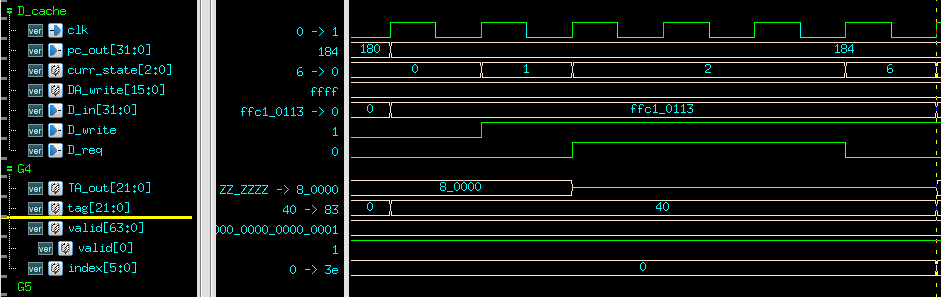 D_cache
ver clk 0 -> 1
ver pc_out[31:0] 184 180 184
ver curr_state[2:0] 6 -> 0 0 1 2 6
ver DA_write[15:0] ffff
ver D_in[31:0] ffc1_0113 -> 0 0 ffc1_0113
ver D_write 1
ver D_req 0
G4
ver TA_out[21:0] ZZ_ZZZZ -> 8_0000 8_0000
ver tag[21:0] 40 -> 83 0 40
ver valid[63:0] 000_0000_0000_0001
ver valid[0] 1
ver index[5:0] 0 -> 3e 0
G5